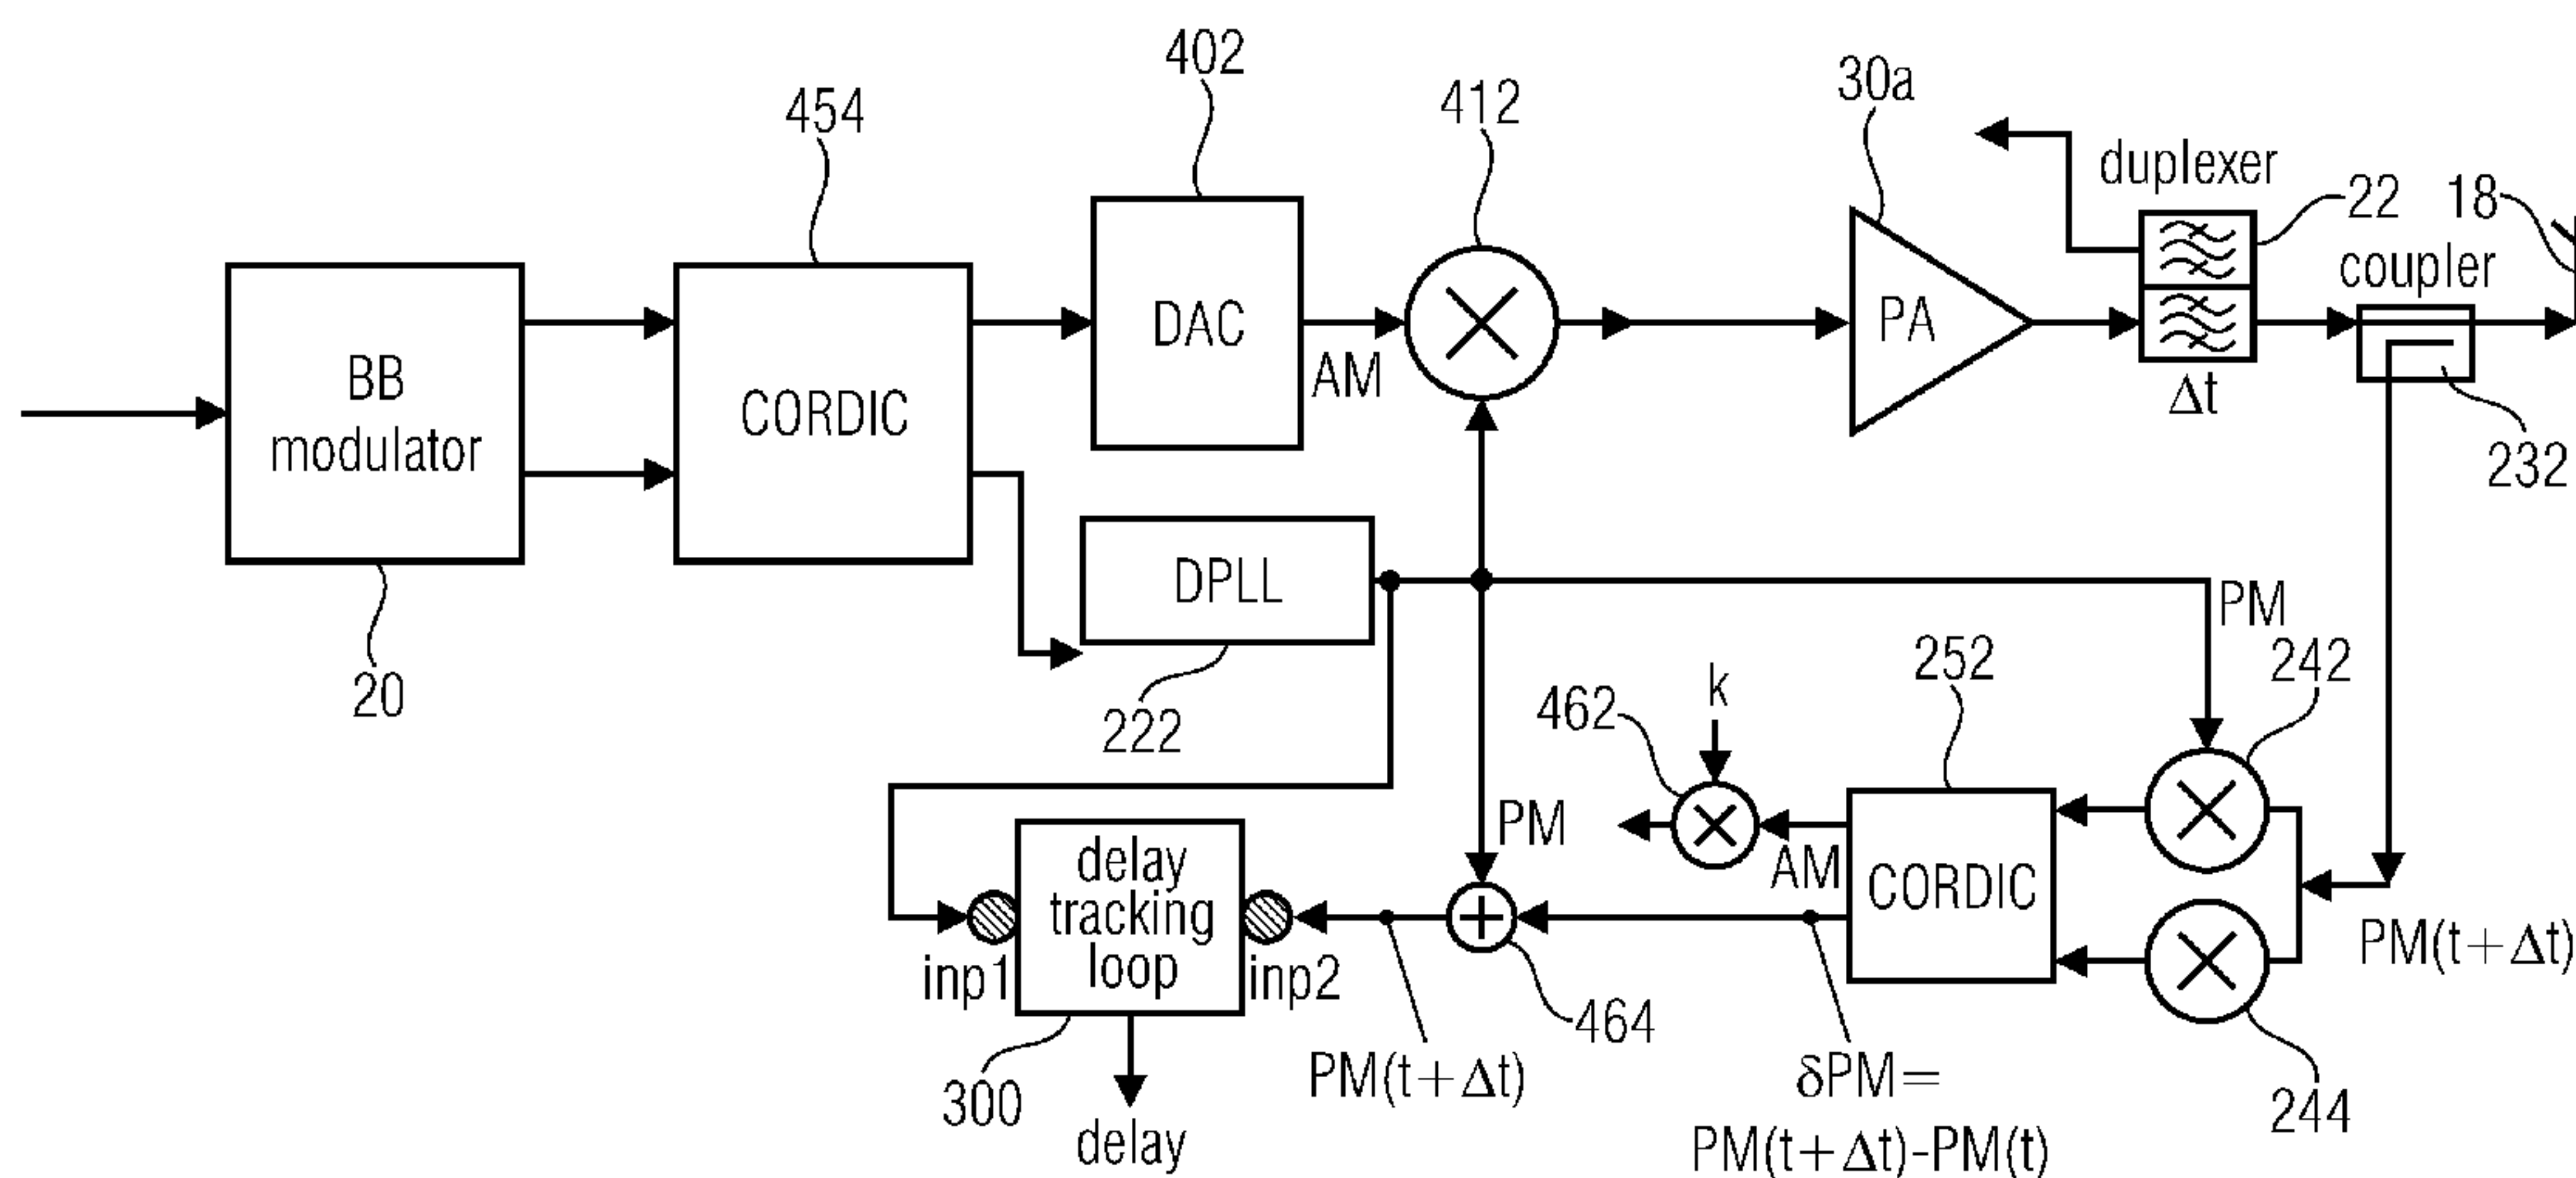 402
30a
412
454
duplexer
22
18
coupler
BB
modulator
CORDIC
DAC
AM
PA
Δt
232
DPLL
PM
20
222
462
k
252
242
PM
AM
CORDIC
delay
tracking
loop
inp1
inp2
PM(t+Δt)
464
300
PM(t+Δt)
δPM=
PM(t+Δt)-PM(t)
244
delay